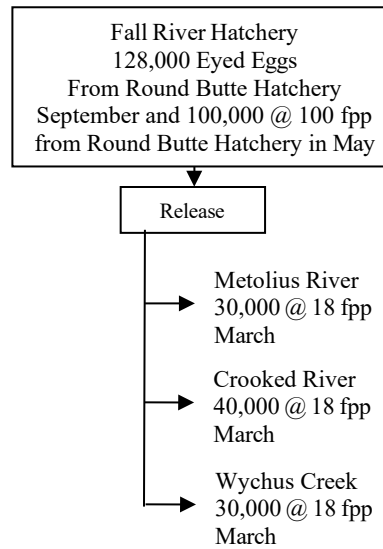 Fall River Hatchery
128,000 Eyed Eggs
From Round Butte Hatchery
September and 100,000 @ 100 fpp
from Round Butte Hatchery in May
Release
Metolius River
30,000 @ 18 fpp
March
Crooked River
40,000 @ 18 fpp
March
Wychus Creek
30,000 @ 18 fpp
March